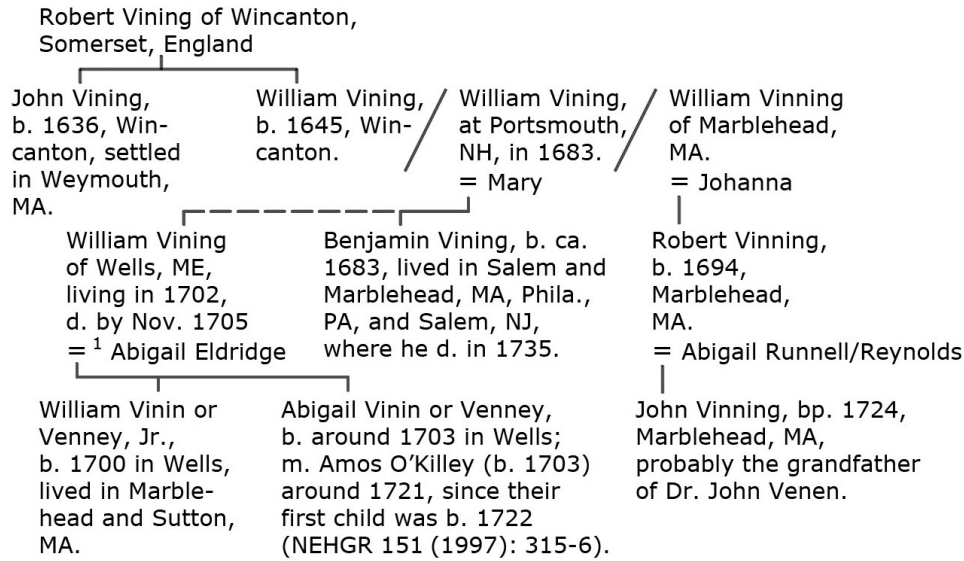 Robert Vining of Wincanton,
Somerset, England
John Vining,
b. 1636, Win-
canton, settled
in Weymouth,
MA.
William Vining,
b. 1645, Win-
canton.
William Vining,
at Portsmouth,
NH, in 1683.
= Mary
William Vinning
of Marblehead,
MA.
= Johanna
William Vining
of Wells, ME,
living in 1702,
d. by Nov. 1705
=¹ Abigail Eldridge
Benjamin Vining, b. ca.
1683, lived in Salem and
Marblehead, MA, Phila.,
PA, and Salem, NJ,
where he d. in 1735.
Robert Vinning,
b. 1694,
Marblehead,
MA.
= Abigail Runnell/Reynolds
William Vinin or
Venney, Jr.,
b. 1700 in Wells,
lived in Marble-
head and Sutton,
MA.
Abigail Vinin or Venney,
b. around 1703 in Wells;
m. Amos O'Killey (b. 1703)
around 1721, since their
first child was b. 1722
(NEHGR 151 (1997): 315-6).
John Vinning, bp. 1724,
Marblehead, MA,
probably the grandfather
of Dr. John Venen.